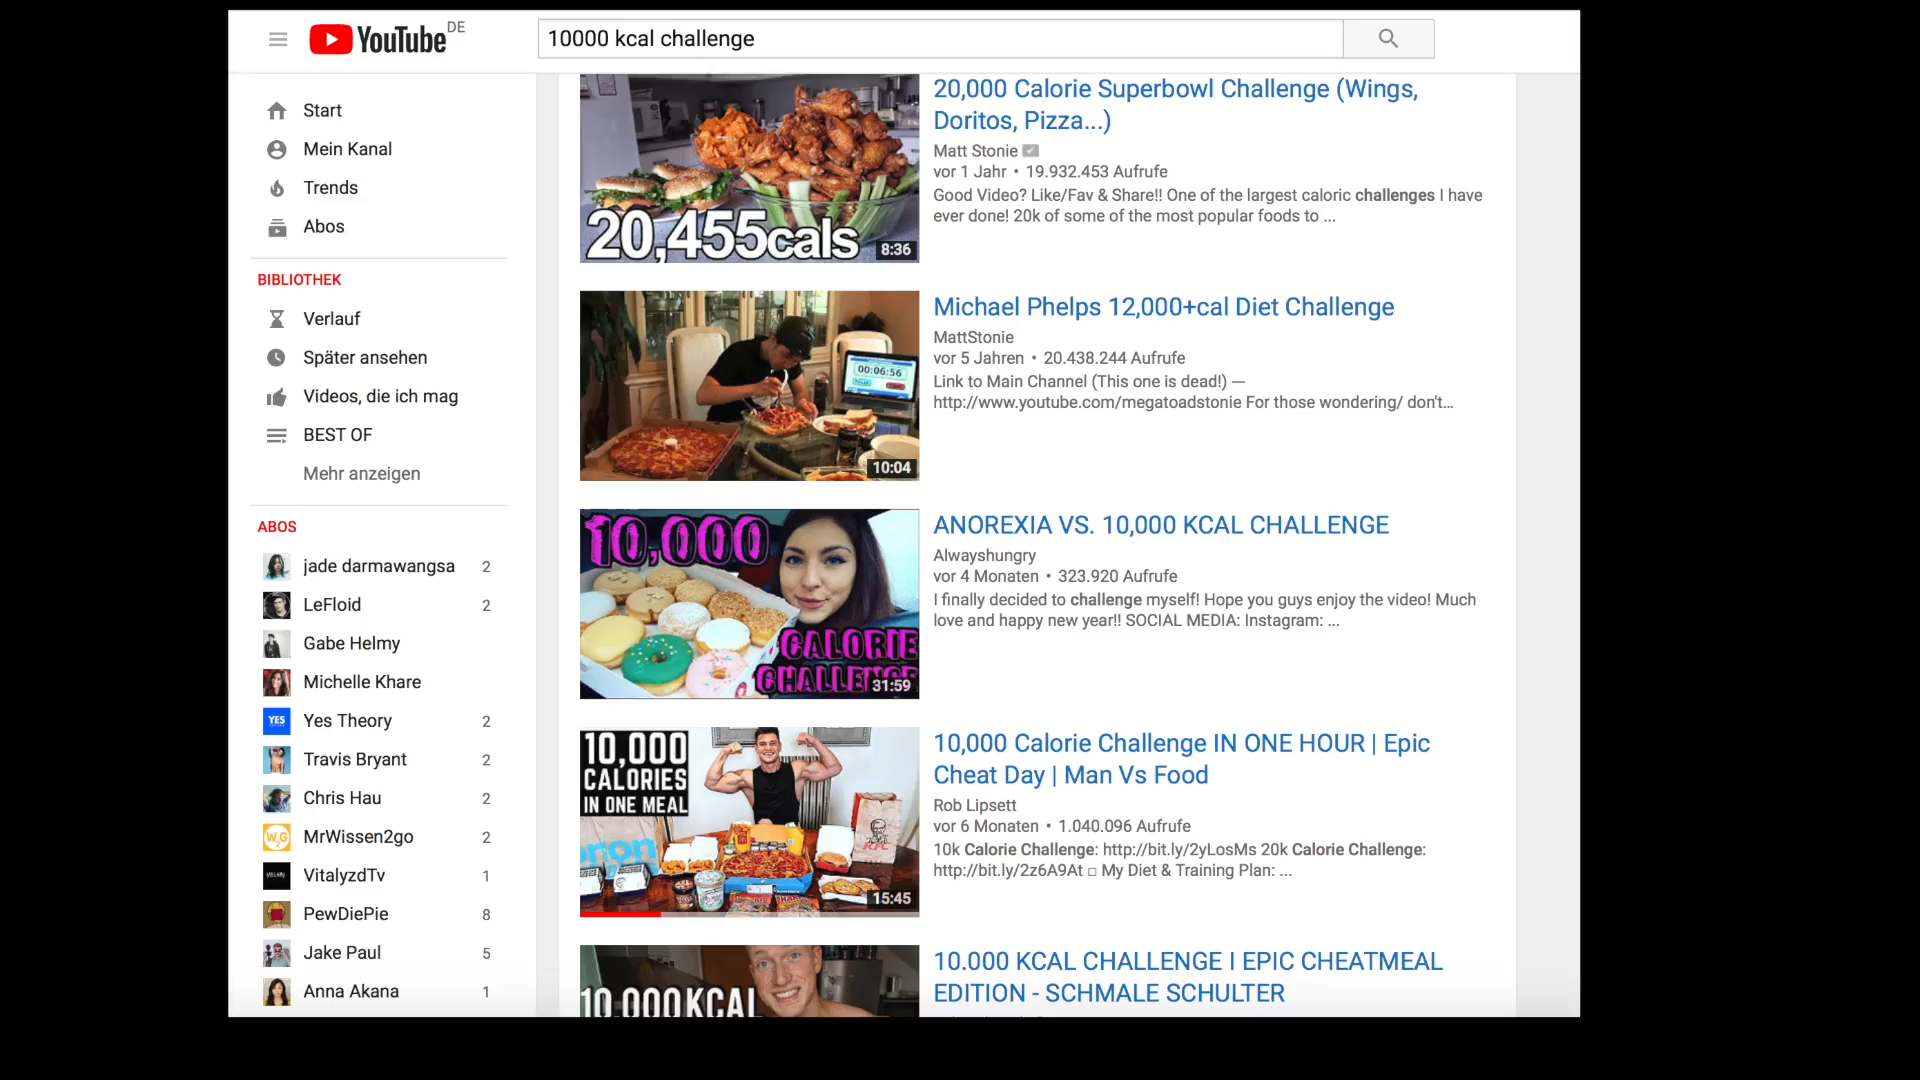 YouTube DE
10000 kcal challenge
Start
Mein Kanal
Trends
Abos
BIBLIOTHEK
Verlauf
Später ansehen
Videos, die ich mag
BEST OF
Mehr anzeigen
ABOS
jade darmawangsa 2
LeFloid 2
Gabe Helmy
Michelle Khare
YES
Yes Theory 2
Travis Bryant 2
Chris Hau 2
MrWissen2go 2
VitalyzdTv 1
PewDiePie 8
Jake Paul 5
Anna Akana 1
20,455cals
8:36
20,000 Calorie Superbowl Challenge (Wings,
Doritos, Pizza...)
Matt Stonie
vor 1 Jahr • 19.932.453 Aufrufe
Good Video? Like/Fav & Share!! One of the largest caloric challenges I have
ever done! 20k of some of the most popular foods to ...
00:06:56
10:04
Michael Phelps 12,000+cal Diet Challenge
MattStonie
vor 5 Jahren • 20.438.244 Aufrufe
Link to Main Channel (This one is dead!) —
http://www.youtube.com/megatoadstonie For those wondering/ don't...
10,000
CALORIE
CHALLENGE
31:59
ANOREXIA VS. 10,000 KCAL CHALLENGE
Alwayshungry
vor 4 Monaten • 323.920 Aufrufe
I finally decided to challenge myself! Hope you guys enjoy the video! Much
love and happy new year!! SOCIAL MEDIA: Instagram: ...
10,000
CALORIES
IN ONE MEAL
KFC
15:45
10,000 Calorie Challenge IN ONE HOUR | Epic
Cheat Day | Man Vs Food
Rob Lipsett
vor 6 Monaten • 1.040.096 Aufrufe
10k Calorie Challenge: http://bit.ly/2yLosMs 20k Calorie Challenge:
http://bit.ly/2z6A9At □ My Diet & Training Plan: ...
10.000KCAL
10.000 KCAL CHALLENGE I EPIC CHEATMEAL
EDITION - SCHMALE SCHULTER